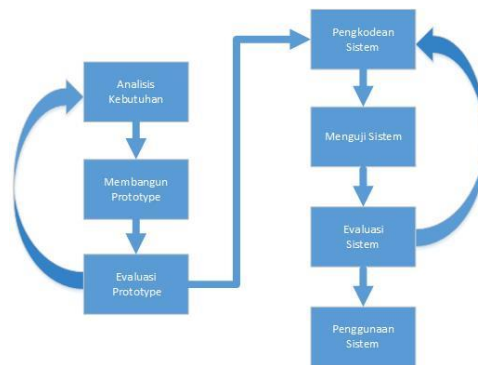 Analisis
Kebutuhan
Membangun
Prototype
Evaluasi
Prototype
Pengkodean
Sistem
Menguji Sistem
Evaluasi
Sistem
Penggunaan
Sistem